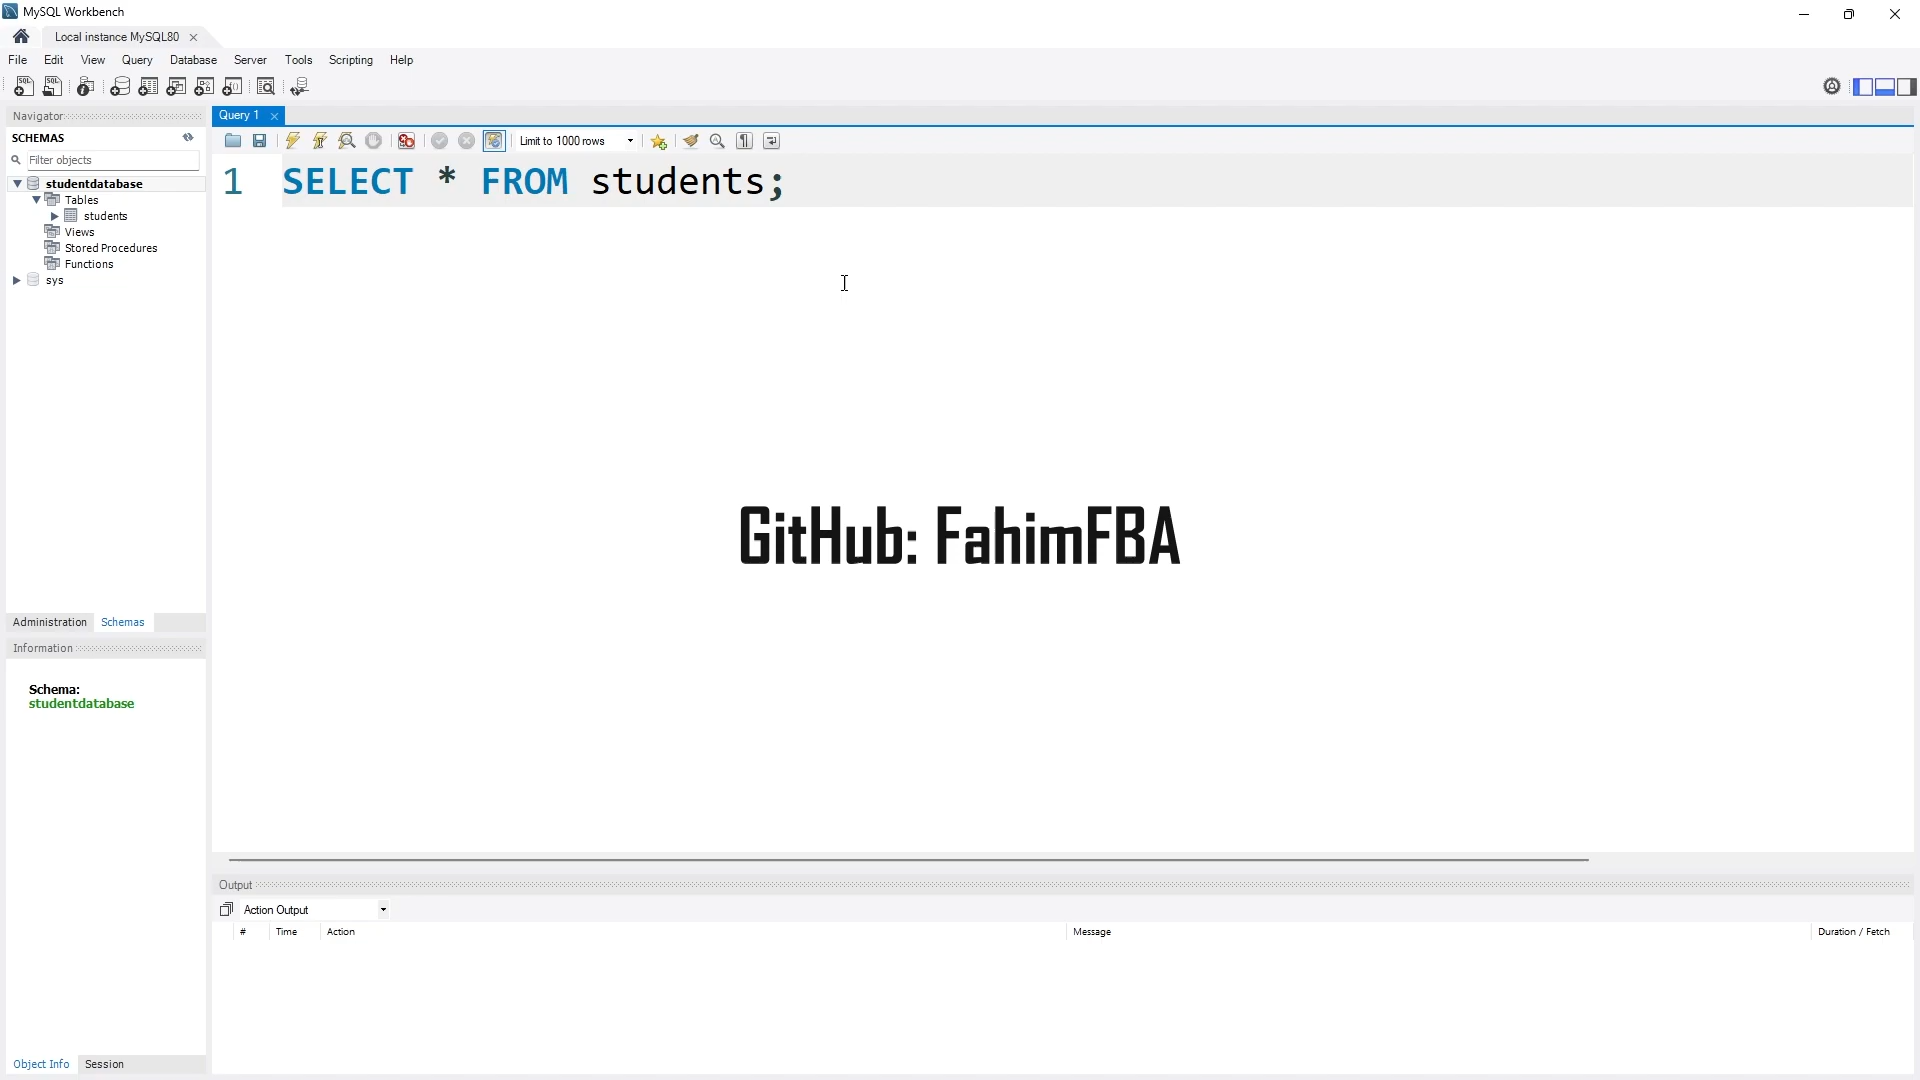 MySQL Workbench
Local instance MySQL80
File Edit View Query Database Server Tools Scripting Help
Navigator
SCHEMAS
Filter objects
studentdatabase
Tables
students
Views
Stored Procedures
Functions
sys
Administration Schemas
Information
Schema:
studentdatabase
Object Info Session
Query 1
Limit to 1000 rows
1 SELECT * FROM students;
GitHub: FahimFBA
Output
Action Output
# Time Action Message Duration / Fetch